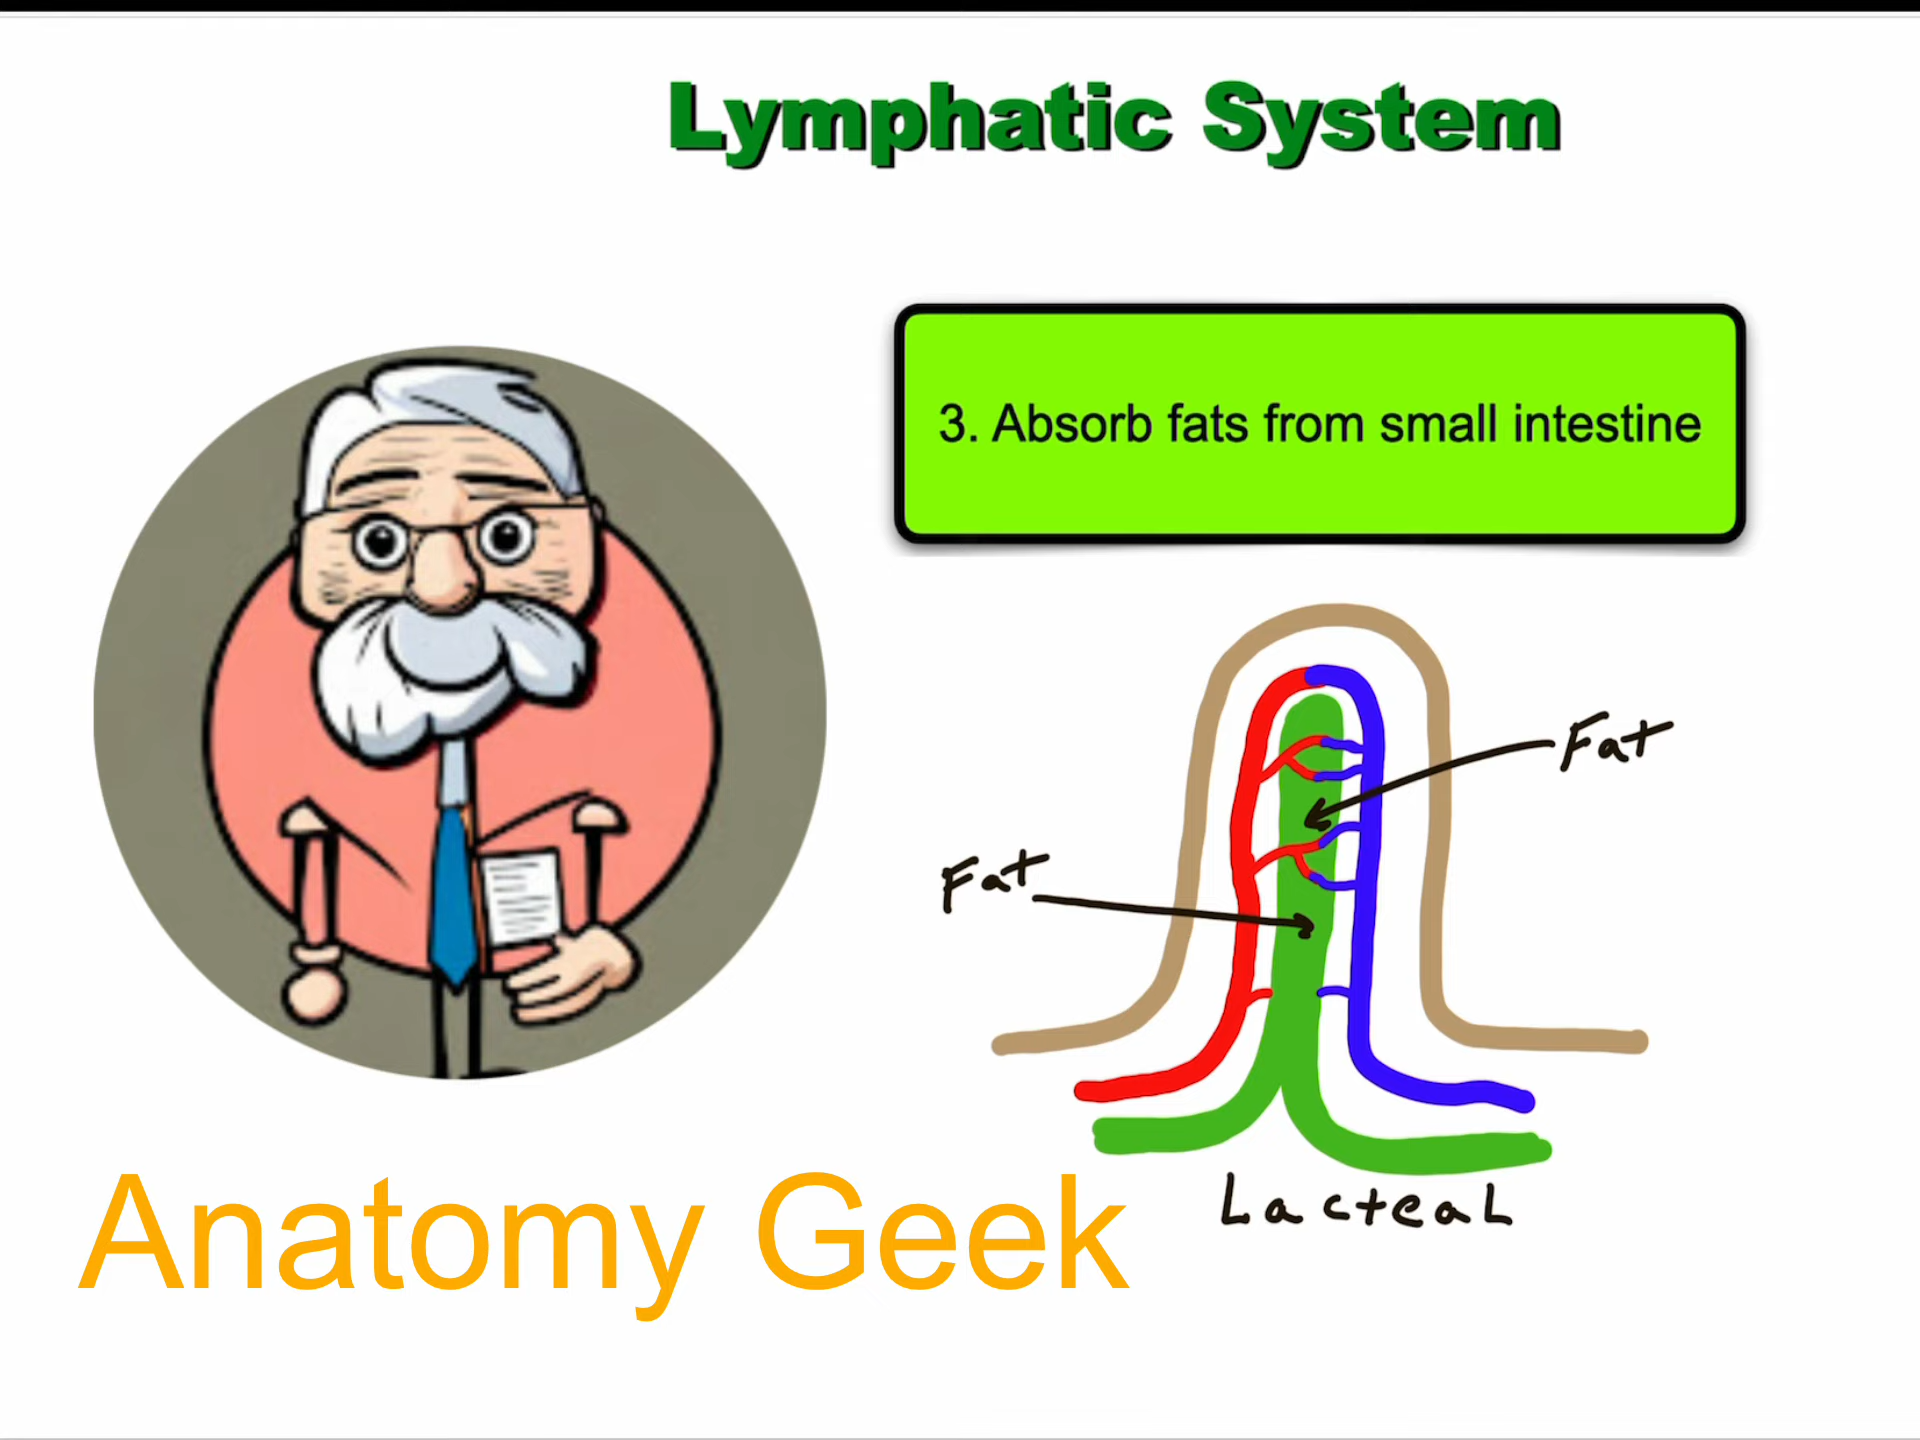 Lymphatic System
3. Absorb fats from small intestine
Fat
Fat
Lacteal
Anatomy Geek